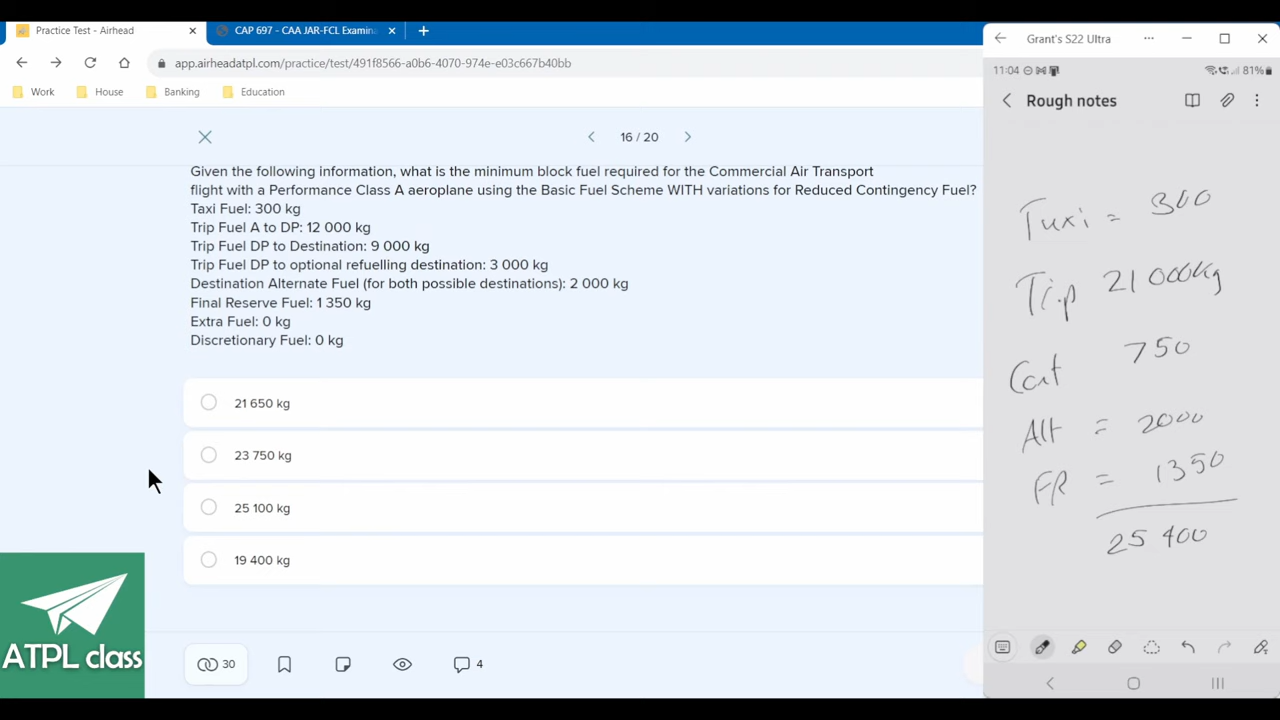 Practice Test - Airhead
CAP 697 - CAA JAR-FCL Examina
app.airheadatpl.com/practice/test/491f8566-a0b6-4070-974e-e03c667b40bb
Work House Banking Education
16 / 20
Given the following information, what is the minimum block fuel required for the Commercial Air Transport
flight with a Performance Class A aeroplane using the Basic Fuel Scheme WITH variations for Reduced Contingency Fuel?
Taxi Fuel: 300 kg
Trip Fuel A to DP: 12 000 kg
Trip Fuel DP to Destination: 9 000 kg
Trip Fuel DP to optional refuelling destination: 3 000 kg
Destination Alternate Fuel (for both possible destinations): 2 000 kg
Final Reserve Fuel: 1 350 kg
Extra Fuel: 0 kg
Discretionary Fuel: 0 kg
21 650 kg
23 750 kg
25 100 kg
19 400 kg
30
4
ATPL class
Grant's S22 Ultra
11:04
81%
Rough notes
Taxi = 300
Trip 21 000kg
Cont 750
Alt = 2000
FR = 1350
25 400